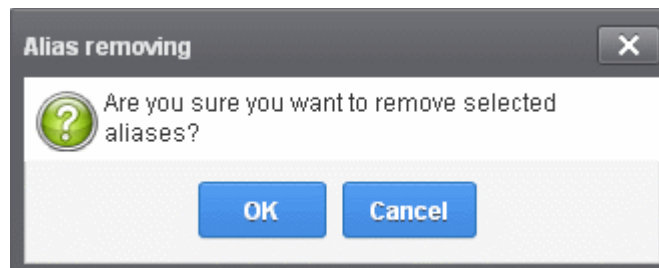 Alias removing
Are you sure you want to remove selected
aliases?
OK
Cancel